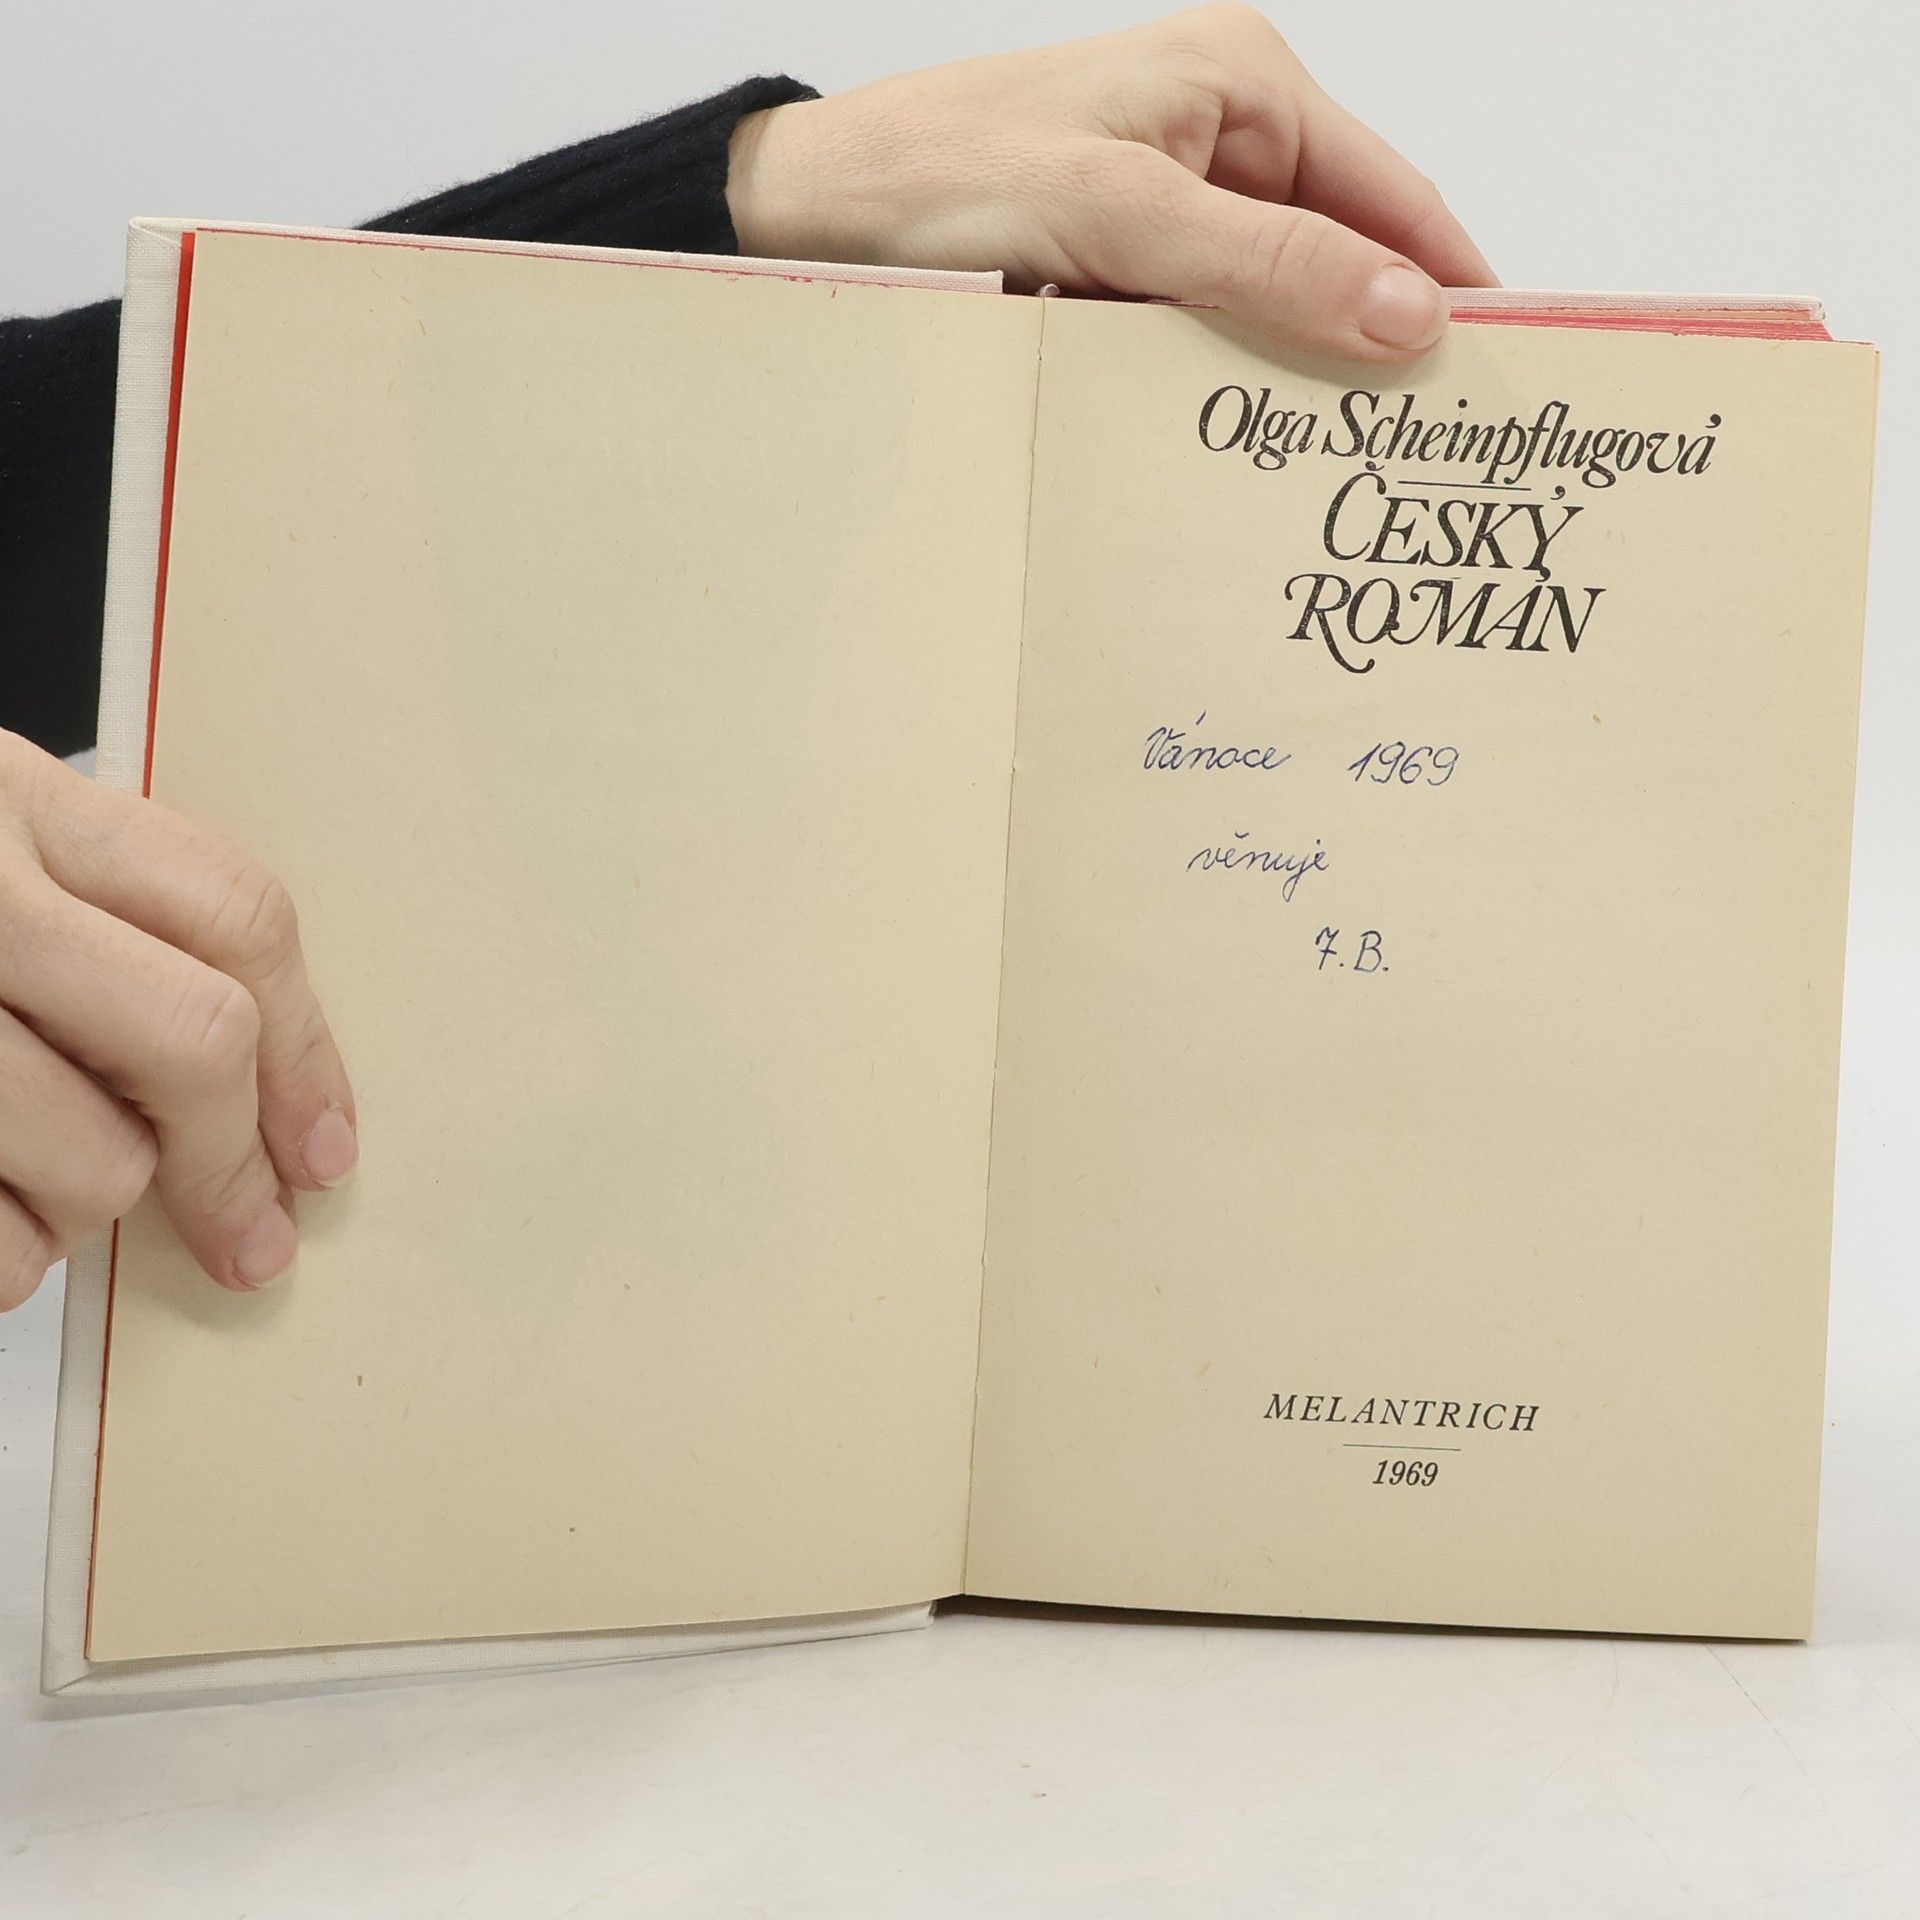 Olga Scheinpflugová
ČESKÝ
ROMÁN
Vánoce 1969
věnuje
7.B.
MELANTRICH
1969